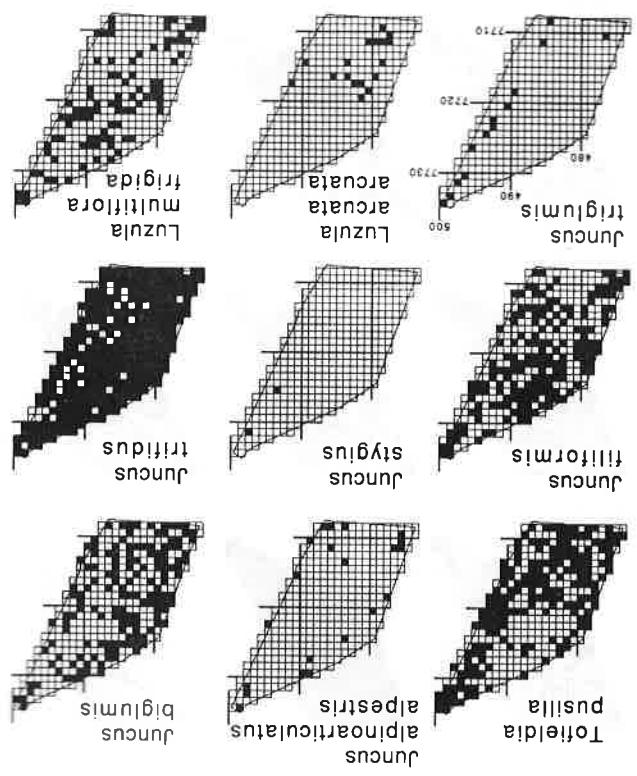 Tofieldia
pusilla
Juncus
alpinoarticulatus
alpestris
Juncus
biglumis
Juncus
filiformis
Juncus
stygius
Juncus
trifidus
Juncus
triglumis
500
490
480
7730
7720
7710
Luzula
arcuata
arcuata
Luzula
multiflora
frigida